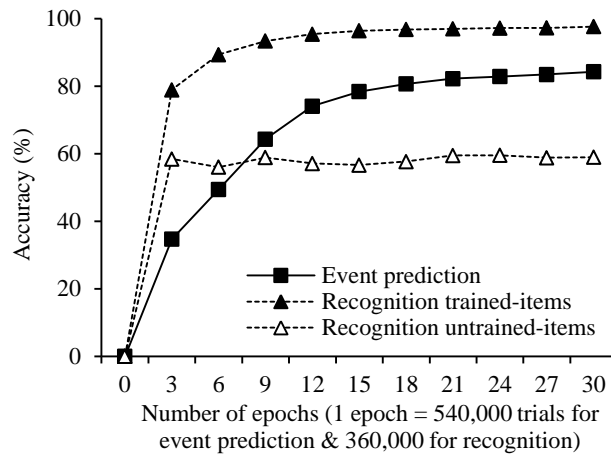 100
80
60
40
20
0
Accuracy (%)
Event prediction
Recognition trained-items
Recognition untrained-items
0 3 6 9 12 15 18 21 24 27 30
Number of epochs (1 epoch = 540,000 trials for
event prediction & 360,000 for recognition)